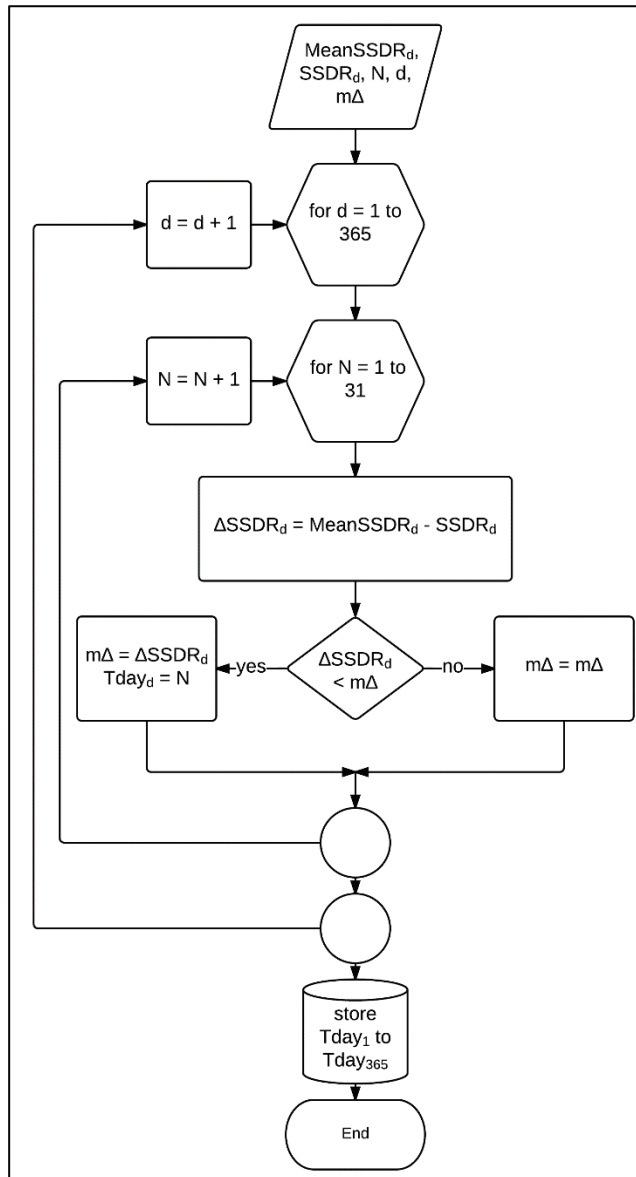 MeanSSDRd,
SSDRd, N, d,
mΔ
d = d + 1
for d = 1 to
365
N = N + 1
for N = 1 to
31
ΔSSDRd = MeanSSDRd - SSDRd
mΔ = ΔSSDRd
Tdayd = N
yes
ΔSSDRd
< mΔ
no
mΔ = mΔ
store
Tday1 to
Tday365
End